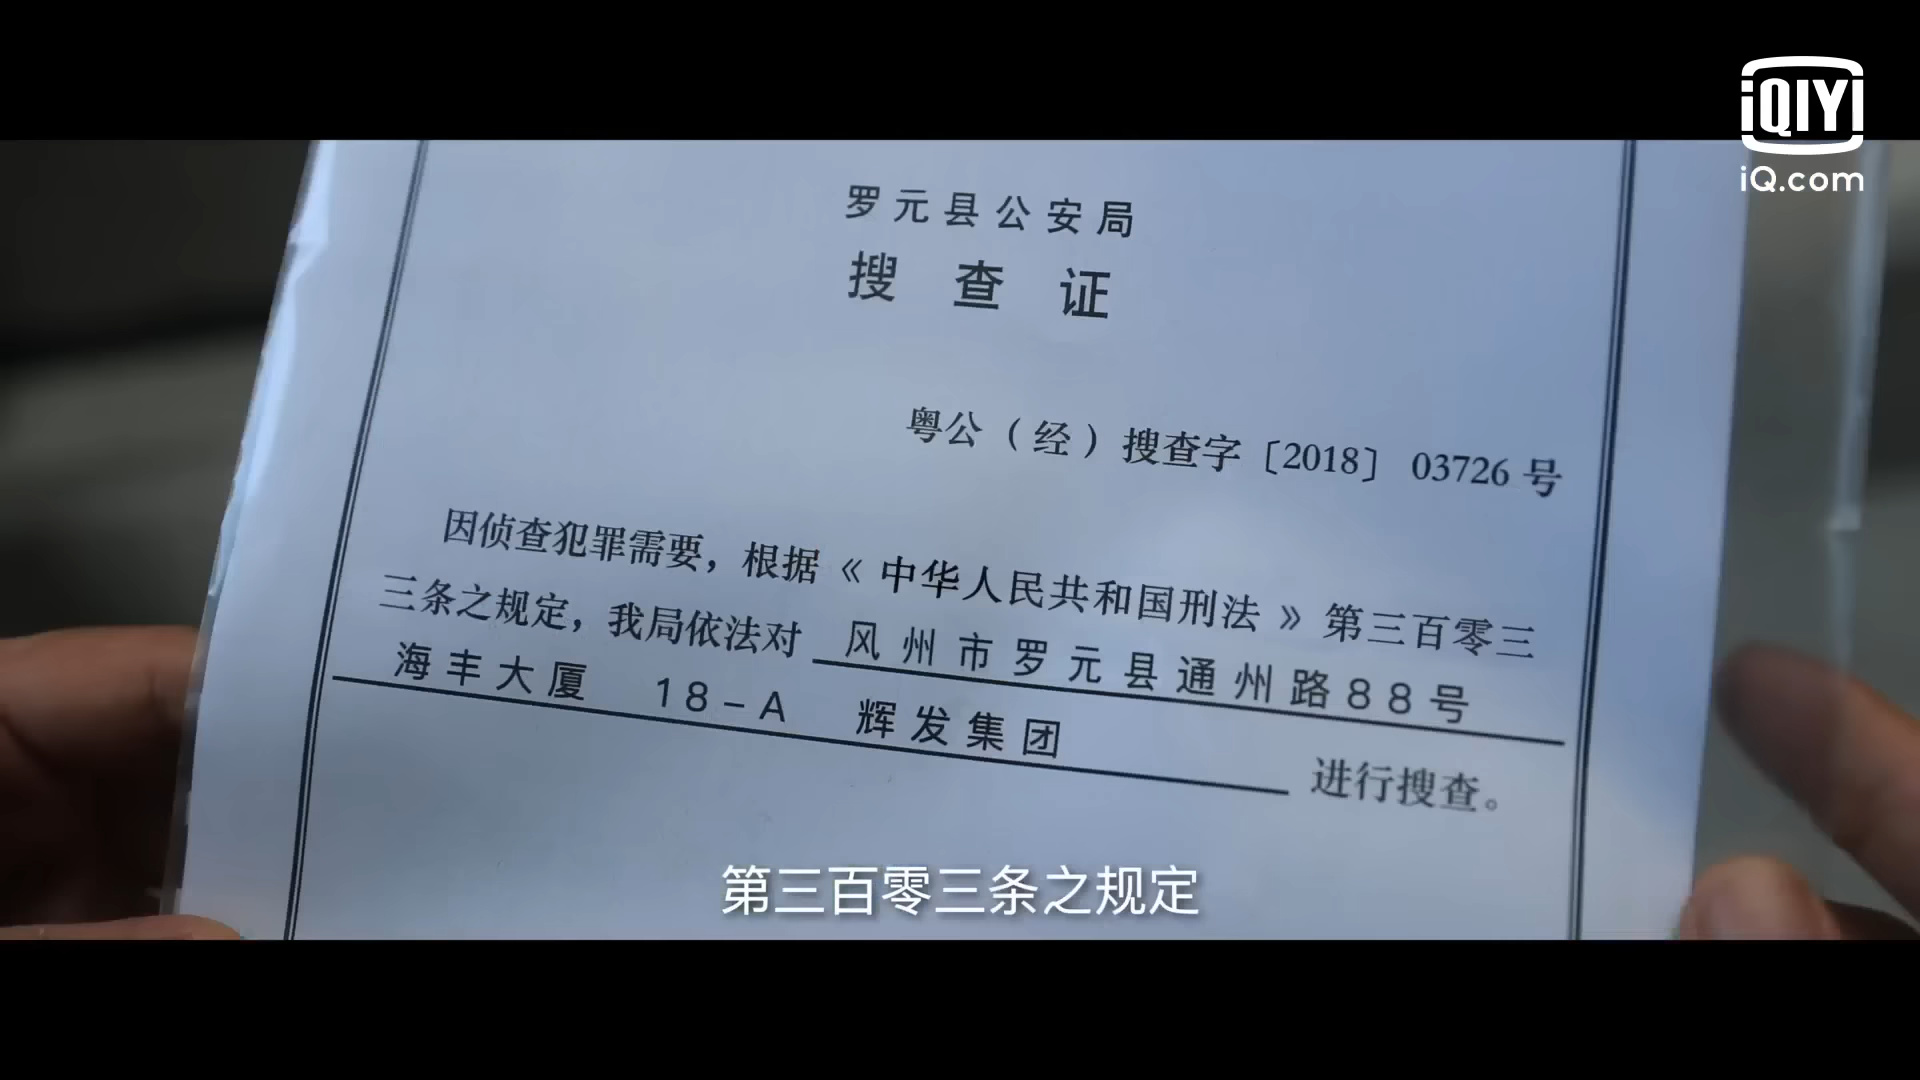 iQIYI
iQ.com
罗元县公安局
搜查证
粤公（经）搜查字〔2018〕 03726 号
因侦查犯罪需要，根据《中华人民共和国刑法》第三百零三
三条之规定，我局依法对 风州市罗元县通州路88号
海丰大厦 18-A 辉发集团 进行搜查。
第三百零三条之规定